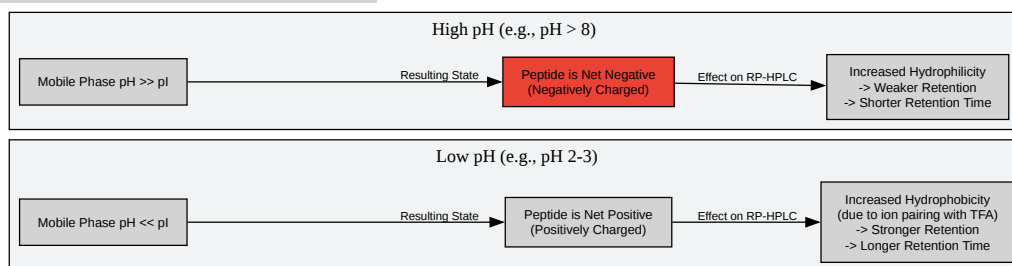 High pH (e.g., pH > 8)
Mobile Phase pH >> pI
Resulting State
Peptide is Net Negative
(Negatively Charged)
Effect on RP-HPLC
Increased Hydrophilicity
-> Weaker Retention
-> Shorter Retention Time
Low pH (e.g., pH 2-3)
Mobile Phase pH << pI
Resulting State
Peptide is Net Positive
(Positively Charged)
Effect on RP-HPLC
Increased Hydrophobicity
(due to ion pairing with TFA)
-> Stronger Retention
-> Longer Retention Time